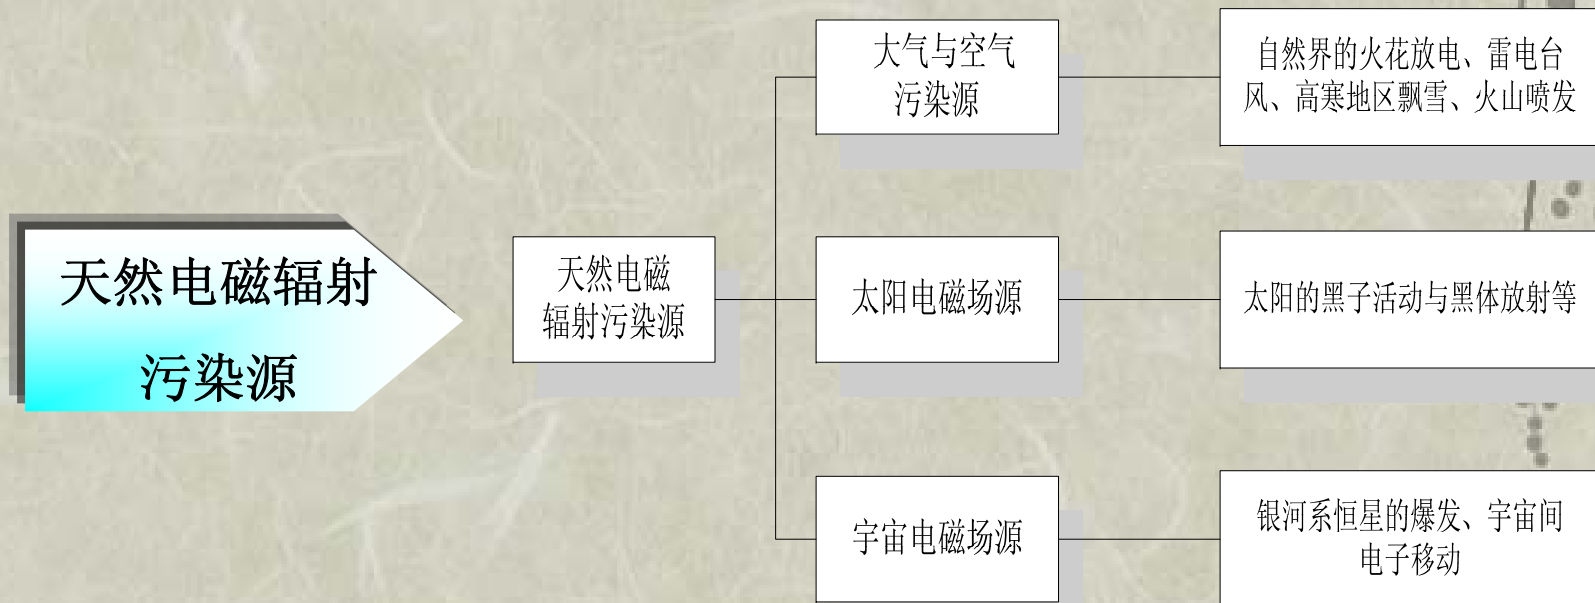 天然电磁辐射
污染源
天然电磁
辐射污染源
大气与空气
污染源
自然界的火花放电、雷电台
风、高寒地区飘雪、火山喷发
太阳电磁场源
太阳的黑子活动与黑体放射等
宇宙电磁场源
银河系恒星的爆发、宇宙间
电子移动